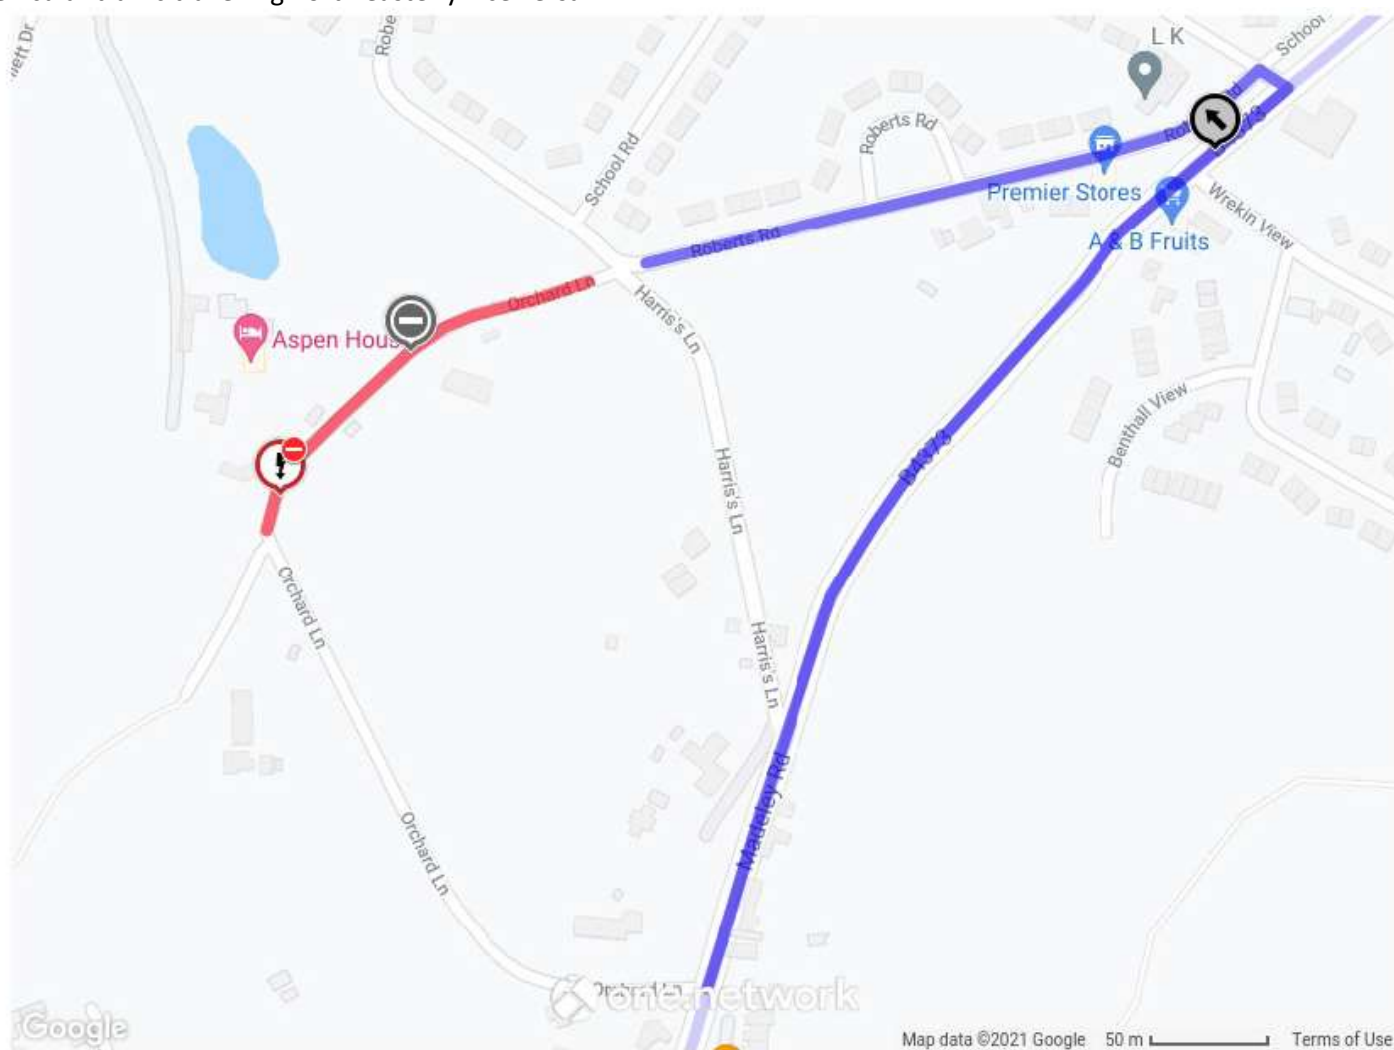 L K
School
Robe
School Rd
Roberts Rd
Premier Stores
Wrekin View
A & B Fruits
Roberts Rd
Orchard Ln
Harris's Ln
Aspen Hous
Benthall View
B4373
Harris's Ln
Orchard Ln
Harris's Ln
Madeley Rd
Orchard Ln
Orchard Ln
one.network
Google
Map data ©2021 Google 50 m Terms of Use